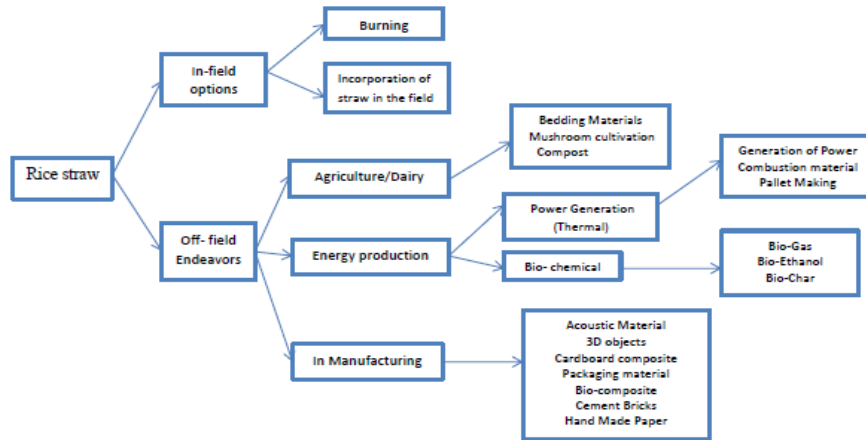 Rice straw
In-field
options
Burning
Incorporation of
straw in the field
Off- field
Endeavors
Agriculture/Dairy
Bedding Materials
Mushroom cultivation
Compost
Energy production
Power Generation
(Thermal)
Generation of Power
Combustion material
Pallet Making
Bio- chemical
Bio-Gas
Bio-Ethanol
Bio-Char
In Manufacturing
Acoustic Material
3D objects
Cardboard composite
Packaging material
Bio-composite
Cement Bricks
Hand Made Paper